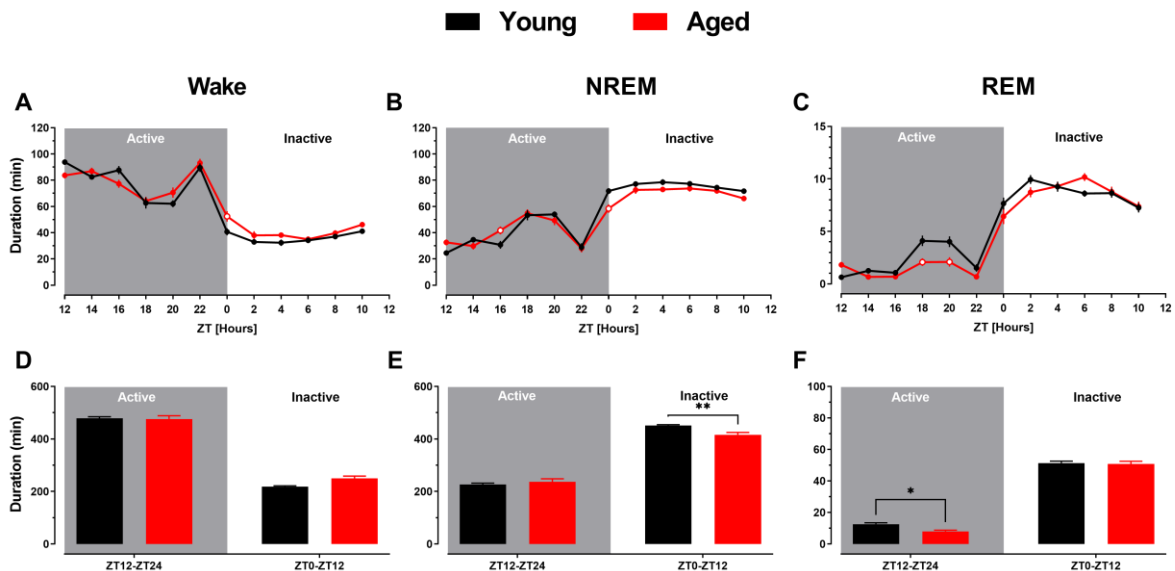 Young Aged
Wake NREM REM
A B C
Active Inactive Active Inactive Active Inactive
Duration (min)
120
100
80
60
40
20
0
120
100
80
60
40
20
0
15
10
5
0
12 14 16 18 20 22 0 2 4 6 8 10 12
12 14 16 18 20 22 0 2 4 6 8 10 12
12 14 16 18 20 22 0 2 4 6 8 10 12
ZT [Hours] ZT [Hours] ZT [Hours]
D E F
Active Inactive Active Inactive Active Inactive
** *
Duration (min)
600
400
200
0
600
400
200
0
100
80
60
40
20
0
ZT12-ZT24 ZT0-ZT12 ZT12-ZT24 ZT0-ZT12 ZT12-ZT24 ZT0-ZT12